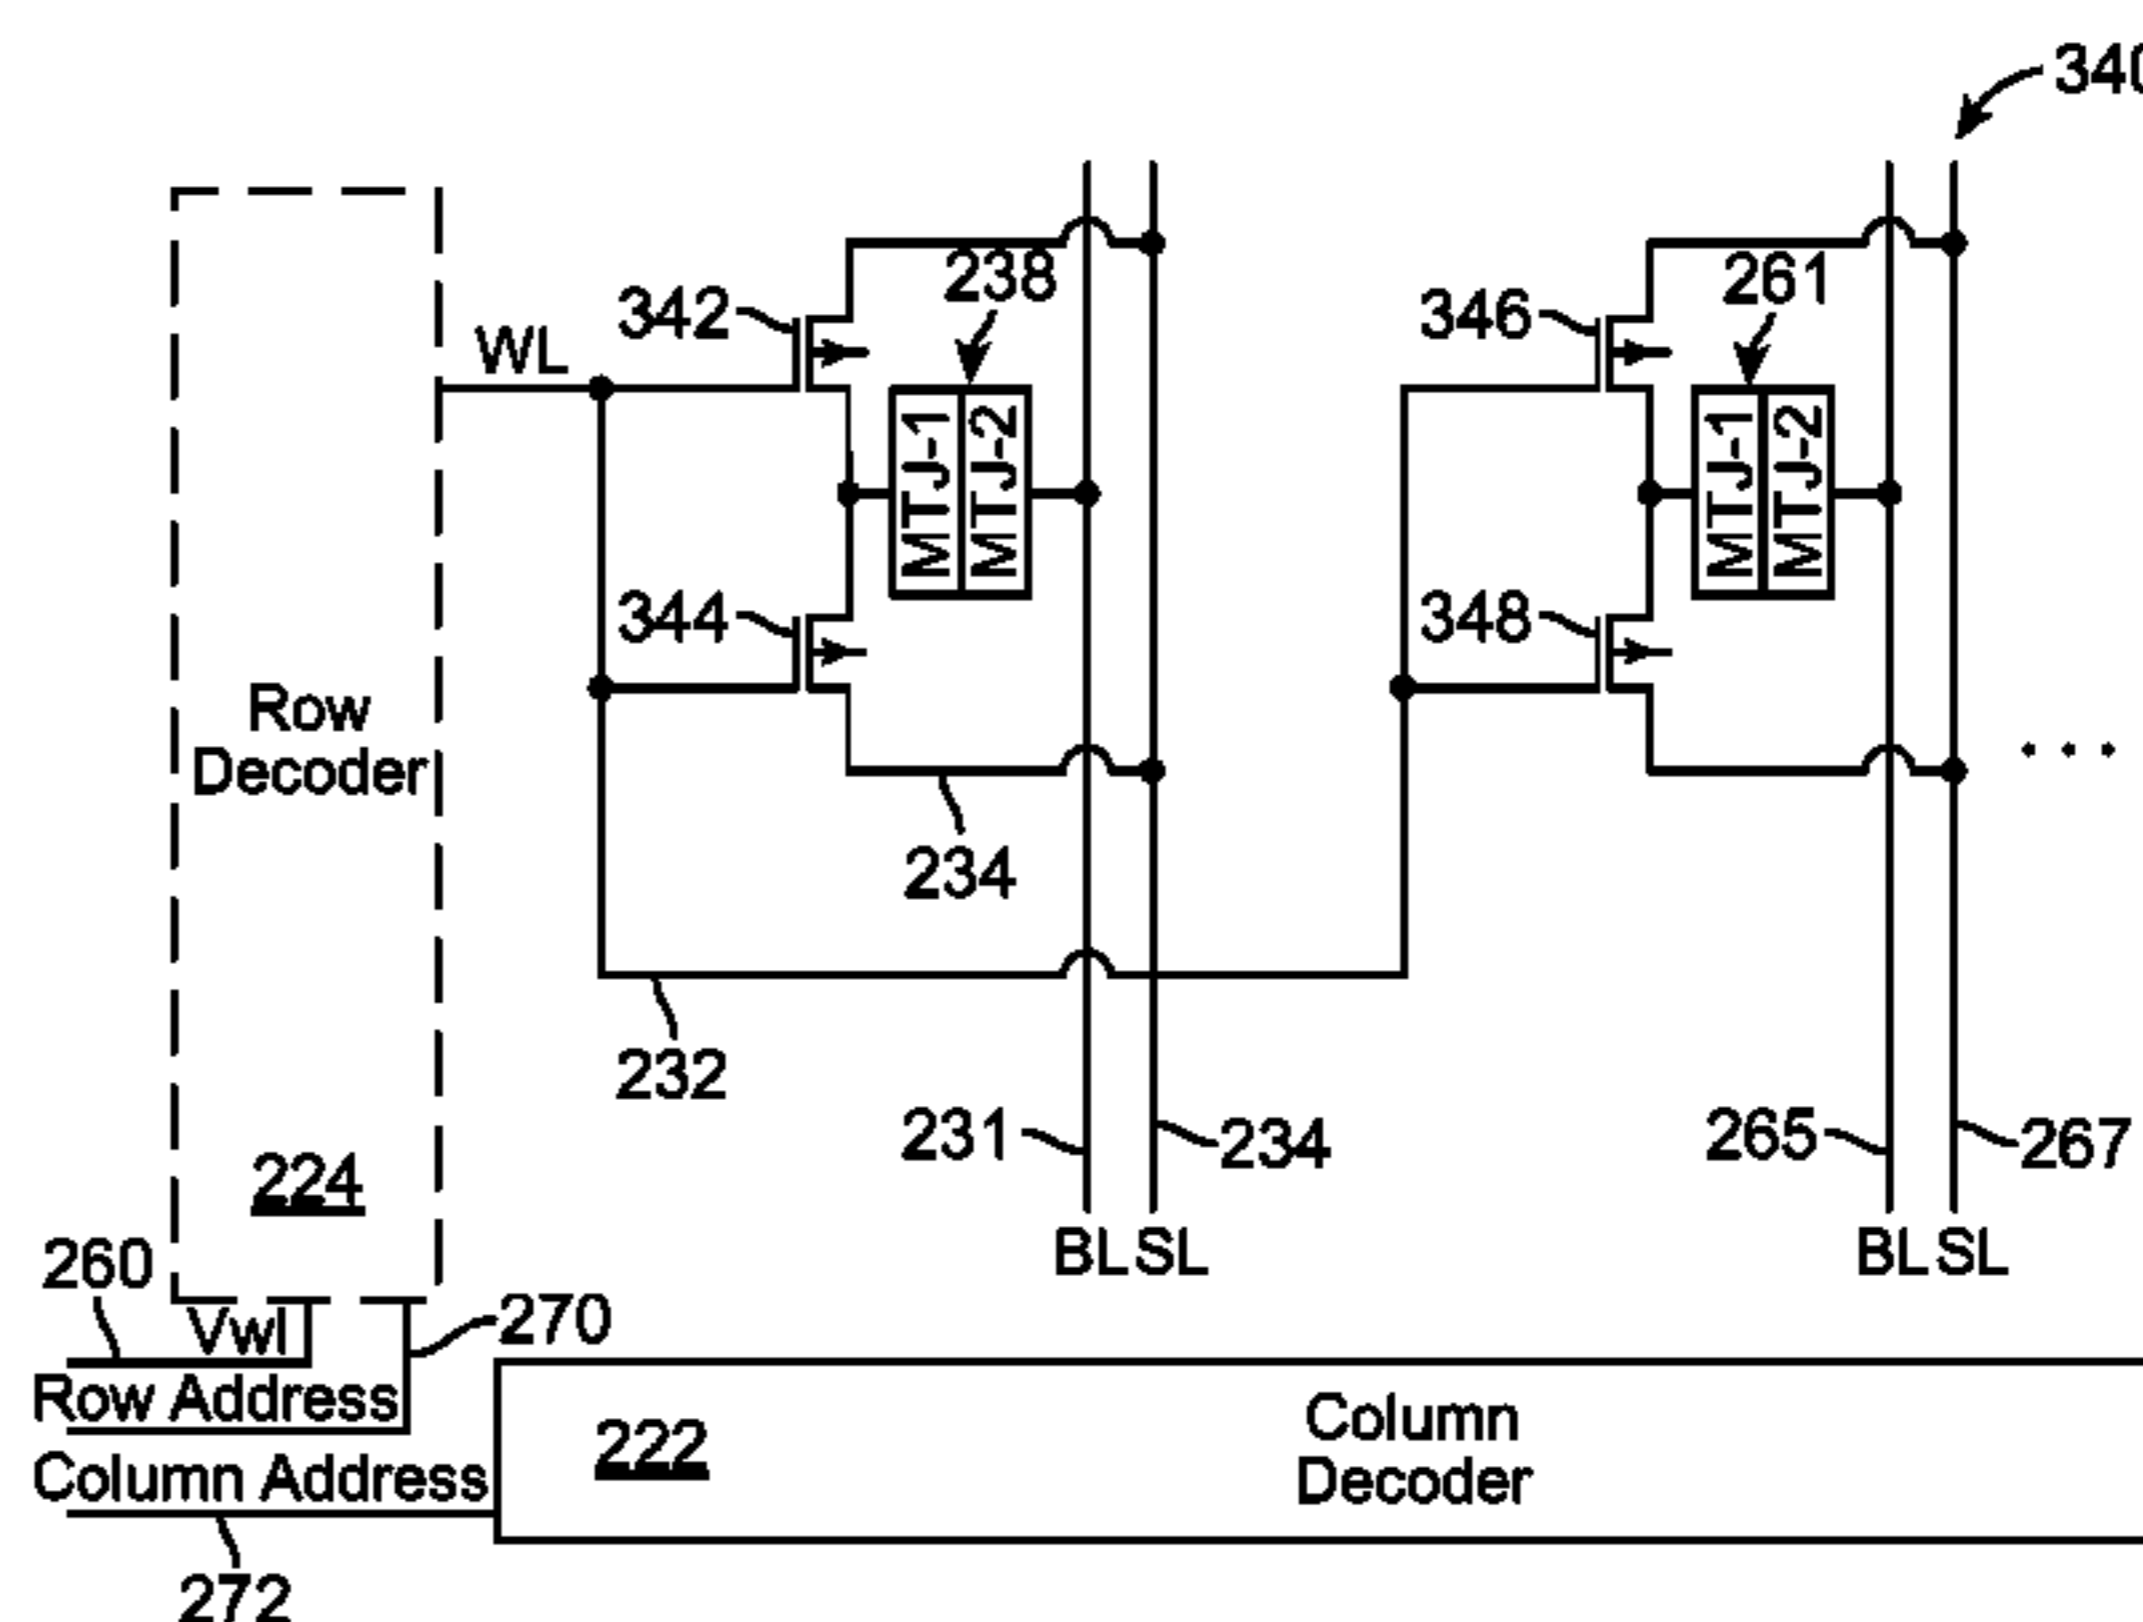 340
238
261
342
346
WL
MTJ-1
MTJ-2
MTJ-1
MTJ-2
344
348
Row
Decoder
234
232
231
234
265
267
224
260
BL SL
BL SL
Vwl
270
Row Address
222
Column
Decoder
Column Address
272